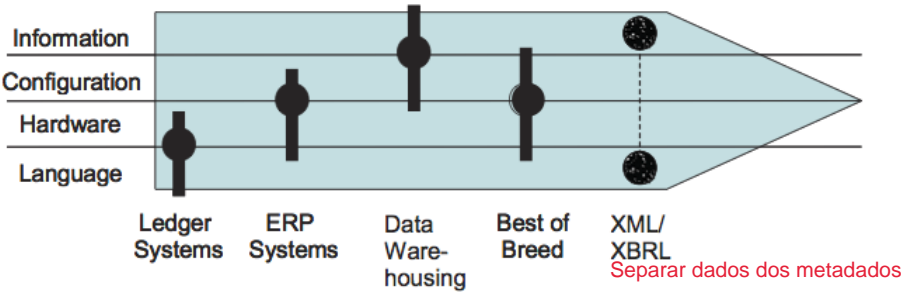 Information
Configuration
Hardware
Language
Ledger
Systems
ERP
Systems
Data
Ware-
housing
Best of
Breed
XML/
XBRL
Separar dados dos metadados